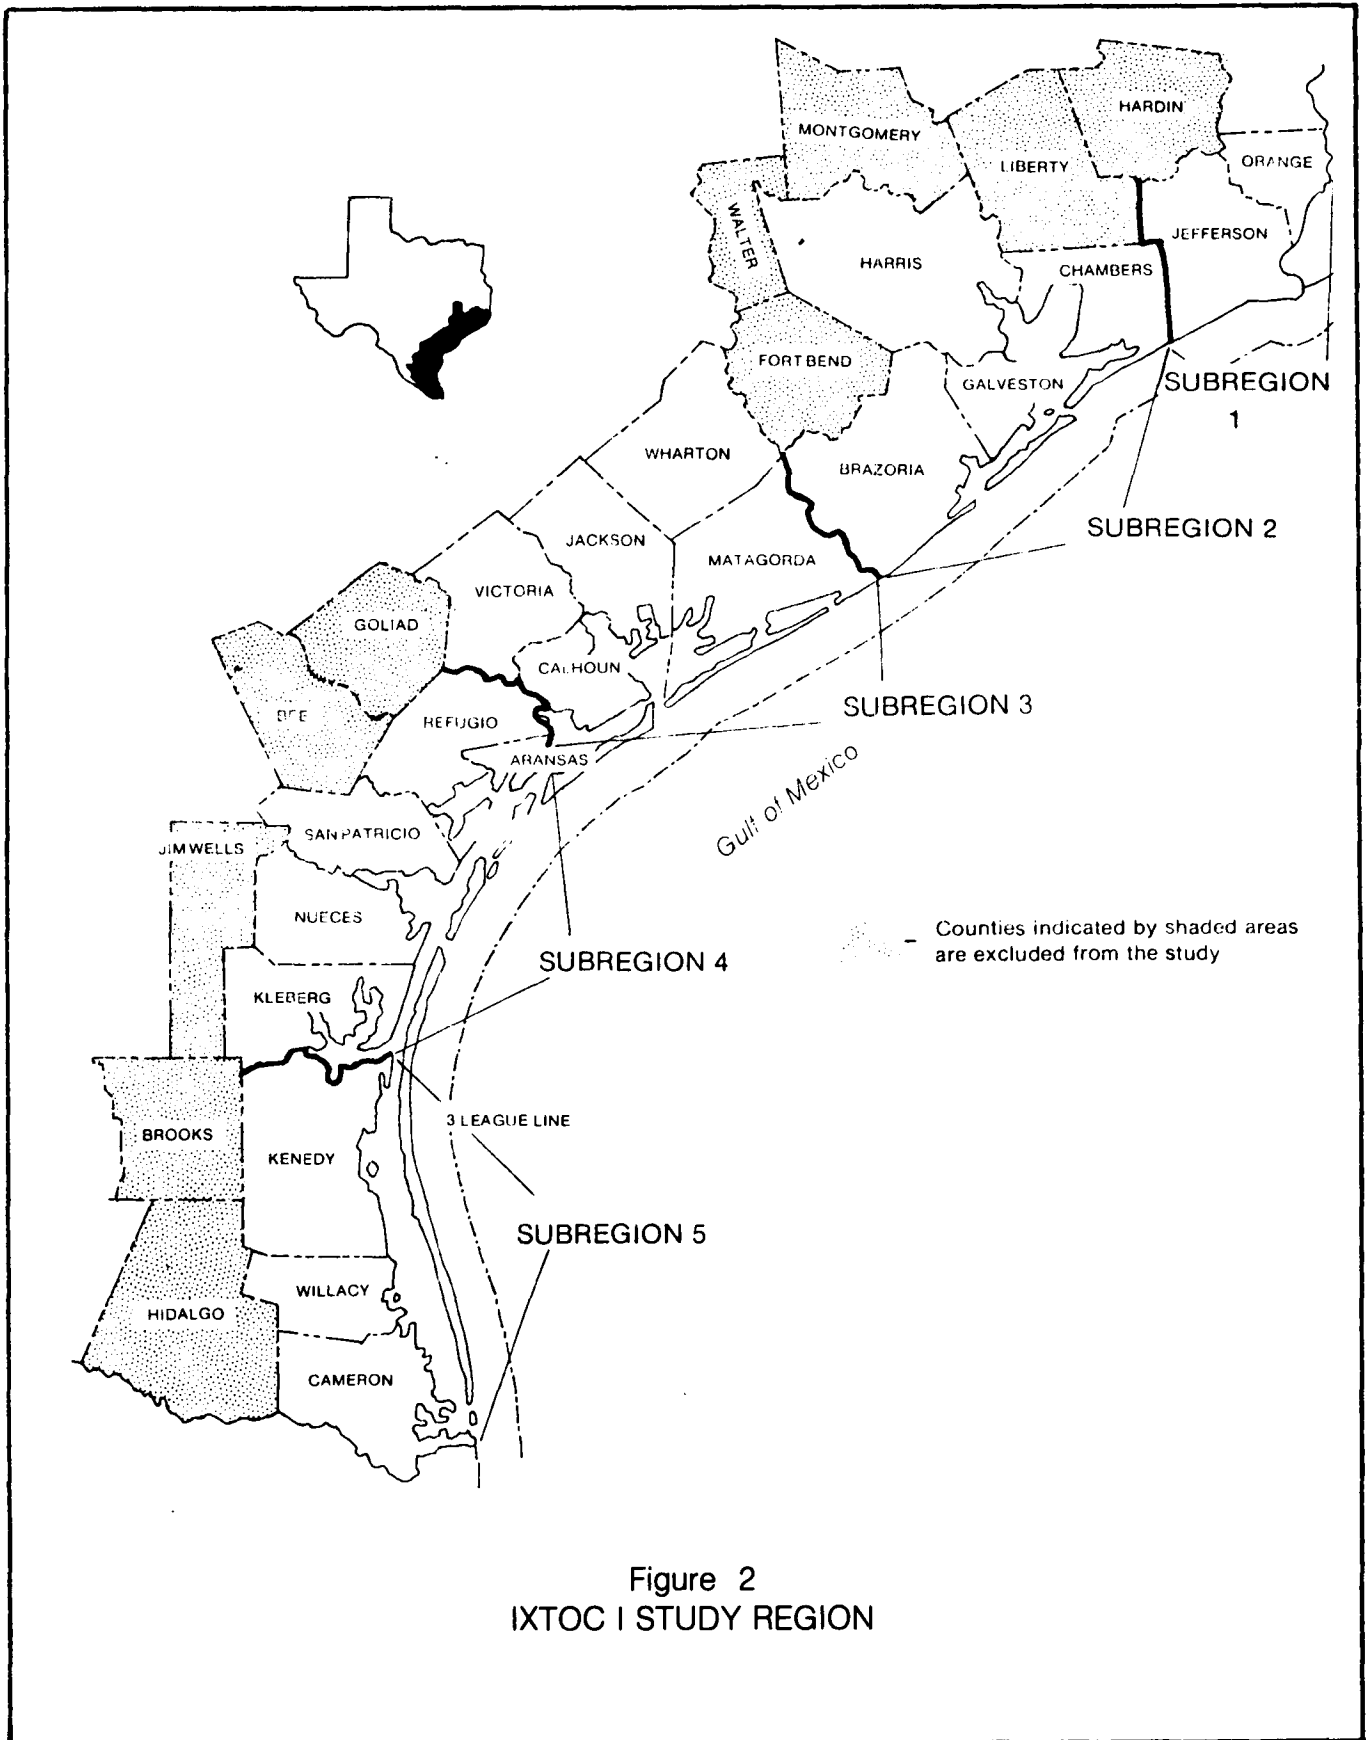 HARDIN
MONTGOMERY
LIBERTY
ORANGE
WALTER
JEFFERSON
HARRIS
CHAMBERS
FORT BEND
GALVESTON
SUBREGION
1
WHARTON
BRAZORIA
SUBREGION 2
JACKSON
MATAGORDA
VICTORIA
GOLIAD
CALHOUN
SUBREGION 3
BEE
REFUGIO
ARANSAS
Gulf of Mexico
SAN PATRICIO
JIM WELLS
NUECES
- Counties indicated by shaded areas
are excluded from the study
SUBREGION 4
KLEBERG
3 LEAGUE LINE
BROOKS
KENEDY
SUBREGION 5
WILLACY
HIDALGO
CAMERON
Figure 2
IXTOC I STUDY REGION